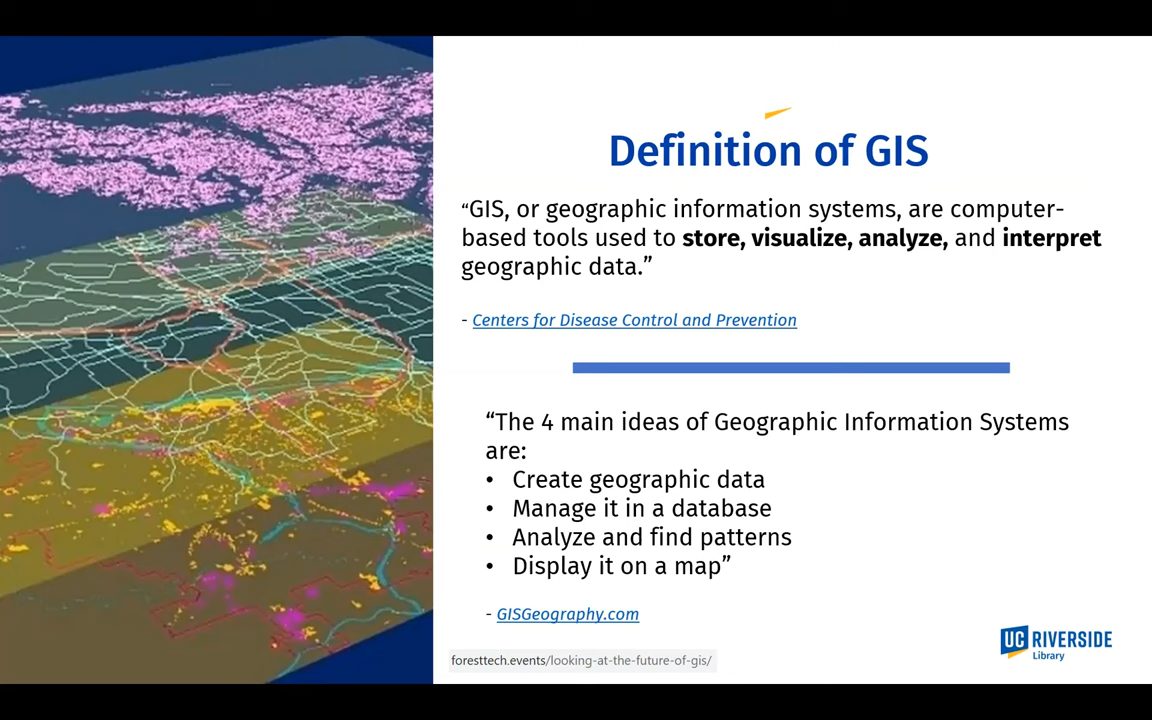 Definition of GIS
“GIS, or geographic information systems, are computer-
based tools used to store, visualize, analyze, and interpret
geographic data.”
- Centers for Disease Control and Prevention
“The 4 main ideas of Geographic Information Systems
are:
• Create geographic data
• Manage it in a database
• Analyze and find patterns
• Display it on a map”
- GISGeography.com
foresttech.events/looking-at-the-future-of-gis/
UC RIVERSIDE
Library